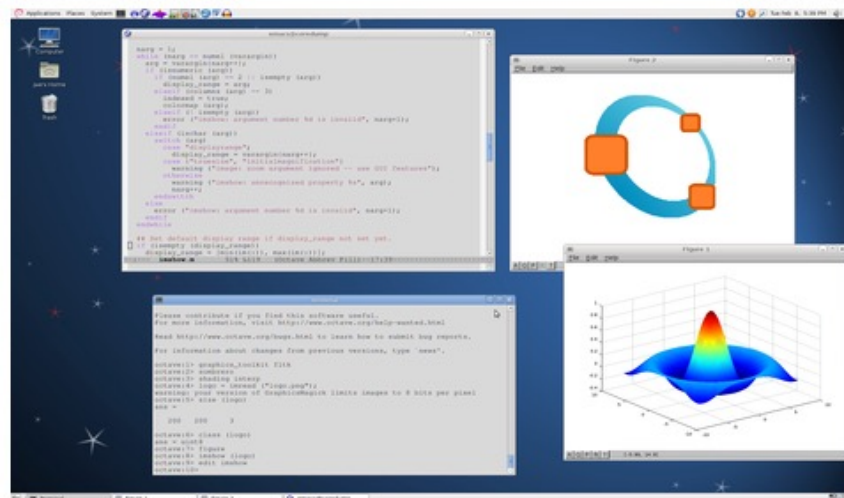 Applications Places System
Tue Feb 8, 5:38 PM
Computer
Trash
narg = 1;
while (narg <= numel (varargin))
arg = varargin{narg++};
if (isnumeric (arg))
if (numel (arg) == 2 || isempty (arg))
display_range = arg;
elseif (columns (arg) == 3)
indexed = true;
colormap (arg);
elseif (! isempty (arg))
error ("imshow: argument number %d is invalid", narg+1);
endif
elseif (ischar (arg))
switch (arg)
case "displayrange";
display_range = varargin{narg++};
case {"truesize", "initialmagnification"}
warning ("image: zoom argument ignored -- use GUI features");
otherwise
warning ("imshow: unrecognized property %s", arg);
narg++;
endswitch
else
error ("imshow: argument number %d is invalid", narg+1);
endif
endwhile
## Set default display range if display_range not set yet.
if (isempty (display_range))
display_range = [min(im(:)), max(im(:))];
imshow.m
Figure 2
File Edit Help
Figure 1
File Edit Help
Please contribute if you find this software useful.
For more information, visit http://www.octave.org/help-wanted.html
Read http://www.octave.org/bugs.html to learn how to submit bug reports.
For information about changes from previous versions, type `news'.
octave:1> graphics_toolkit fltk
octave:2> sombrero
octave:3> shading interp
octave:4> logo = imread ("logo.png");
warning: your version of GraphicsMagick limits images to 8 bits per pixel
octave:5> size (logo)
ans =
200 200 3
octave:6> class (logo)
ans = uint8
octave:7> figure
octave:8> imshow (logo)
octave:9> edit imshow
octave:10>